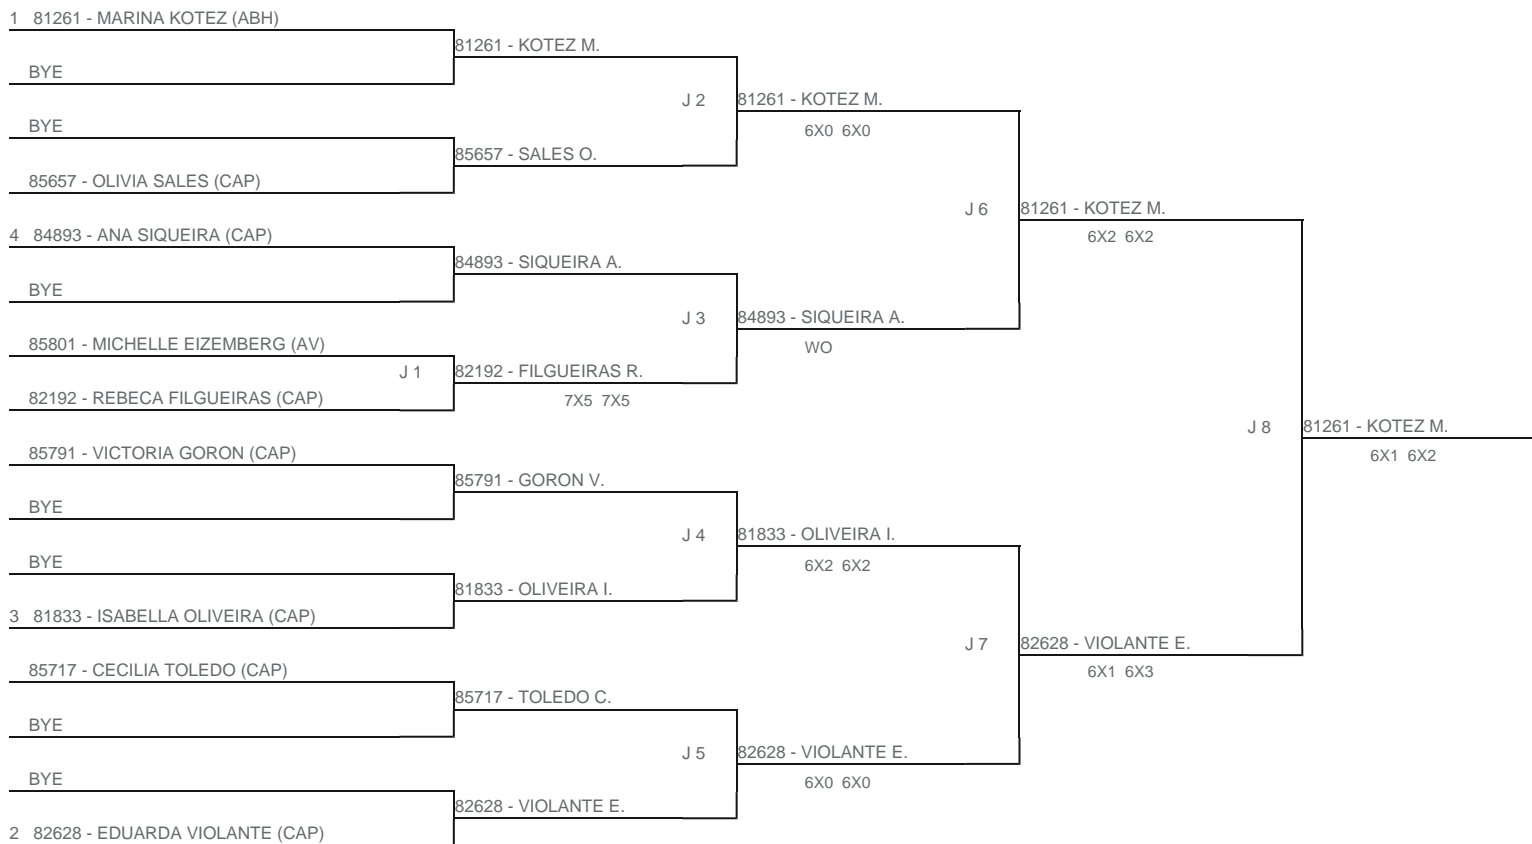 1 81261 - MARINA KOTEZ (ABH)
81261 - KOTEZ M.
BYE
J 2 81261 - KOTEZ M.
BYE
6X0 6X0
85657 - SALES O.
85657 - OLIVIA SALES (CAP)
J 6 81261 - KOTEZ M.
4 84893 - ANA SIQUEIRA (CAP)
6X2 6X2
84893 - SIQUEIRA A.
BYE
J 3 84893 - SIQUEIRA A.
85801 - MICHELLE EIZEMBERG (AV)
WO
J 1 82192 - FILGUEIRAS R.
82192 - REBECA FILGUEIRAS (CAP)
7X5 7X5
J 8 81261 - KOTEZ M.
85791 - VICTORIA GORON (CAP)
6X1 6X2
85791 - GORON V.
BYE
J 4 81833 - OLIVEIRA I.
BYE
6X2 6X2
81833 - OLIVEIRA I.
3 81833 - ISABELLA OLIVEIRA (CAP)
J 7 82628 - VIOLANTE E.
85717 - CECILIA TOLEDO (CAP)
6X1 6X3
85717 - TOLEDO C.
BYE
J 5 82628 - VIOLANTE E.
BYE
6X0 6X0
82628 - VIOLANTE E.
2 82628 - EDUARDA VIOLANTE (CAP)